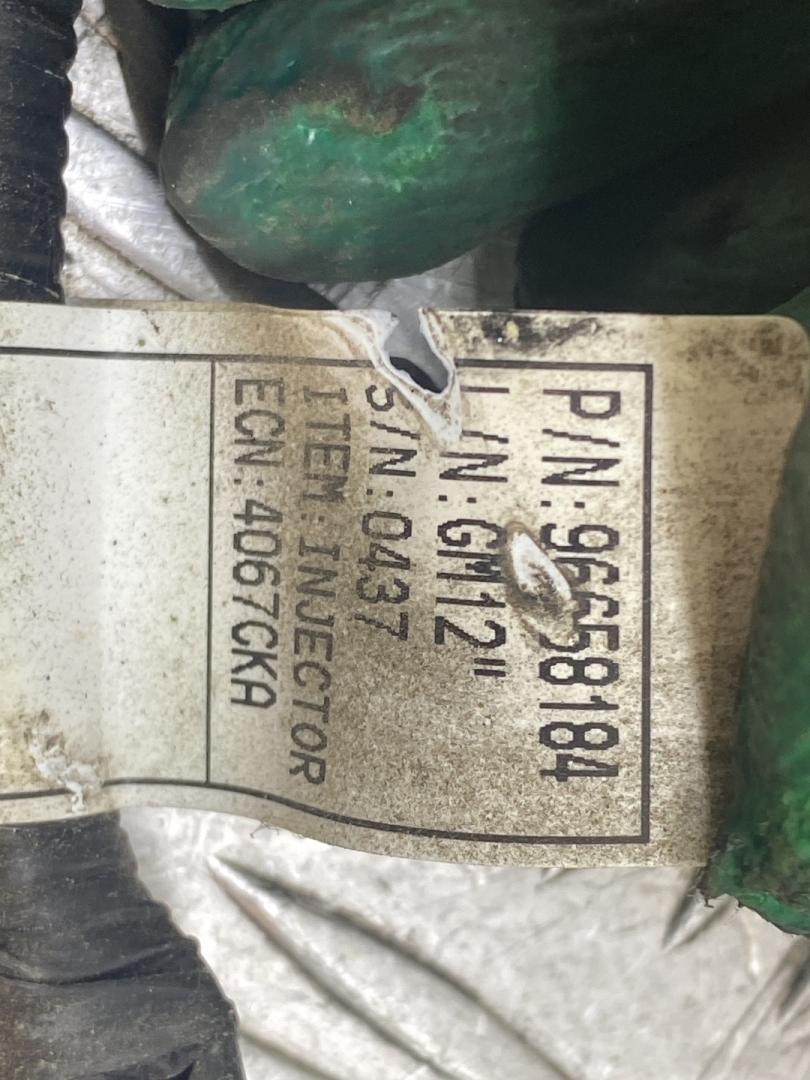 P/N:96658184
L/N:GM12"
S/N:0437
ITEM:INJECTOR
ECN:4067CKA